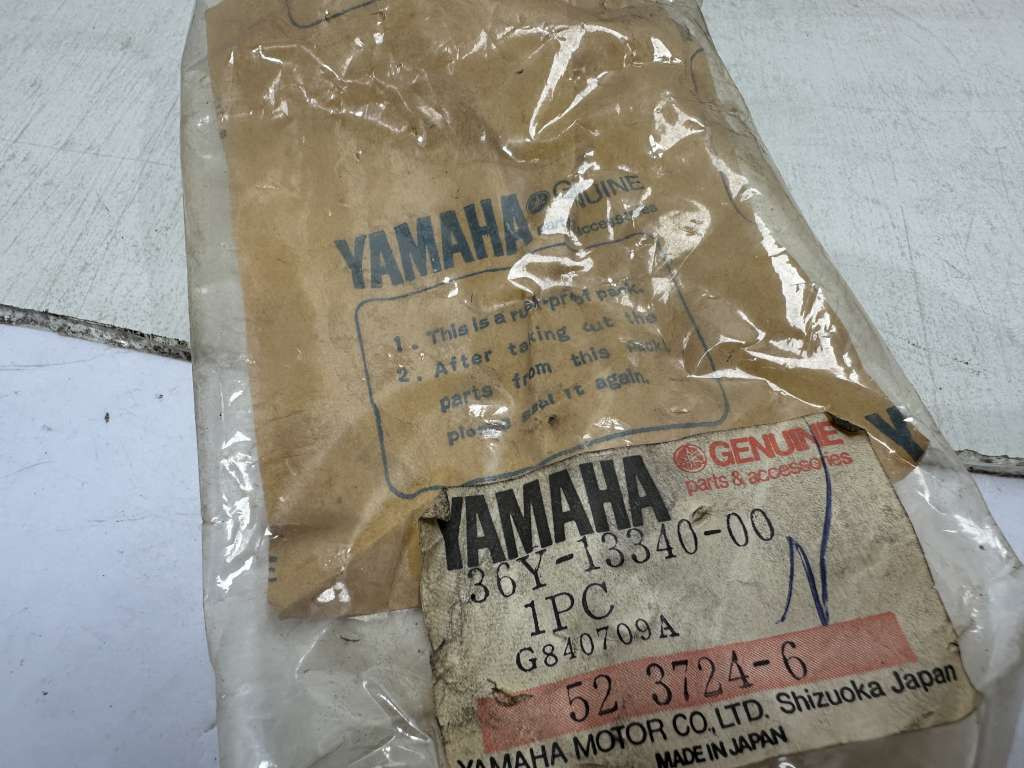 YAMAHA GENUINE
parts & accessories
1. This is a rust-proof pack.
2. After taking out the
parts from this pack,
please seal it again.
YAMAHA GENUINE
parts & accessories
36Y-13340-00
1PC
G840709A
52 3724-6
YAMAHA MOTOR CO., LTD. Shizuoka Japan
MADE IN JAPAN